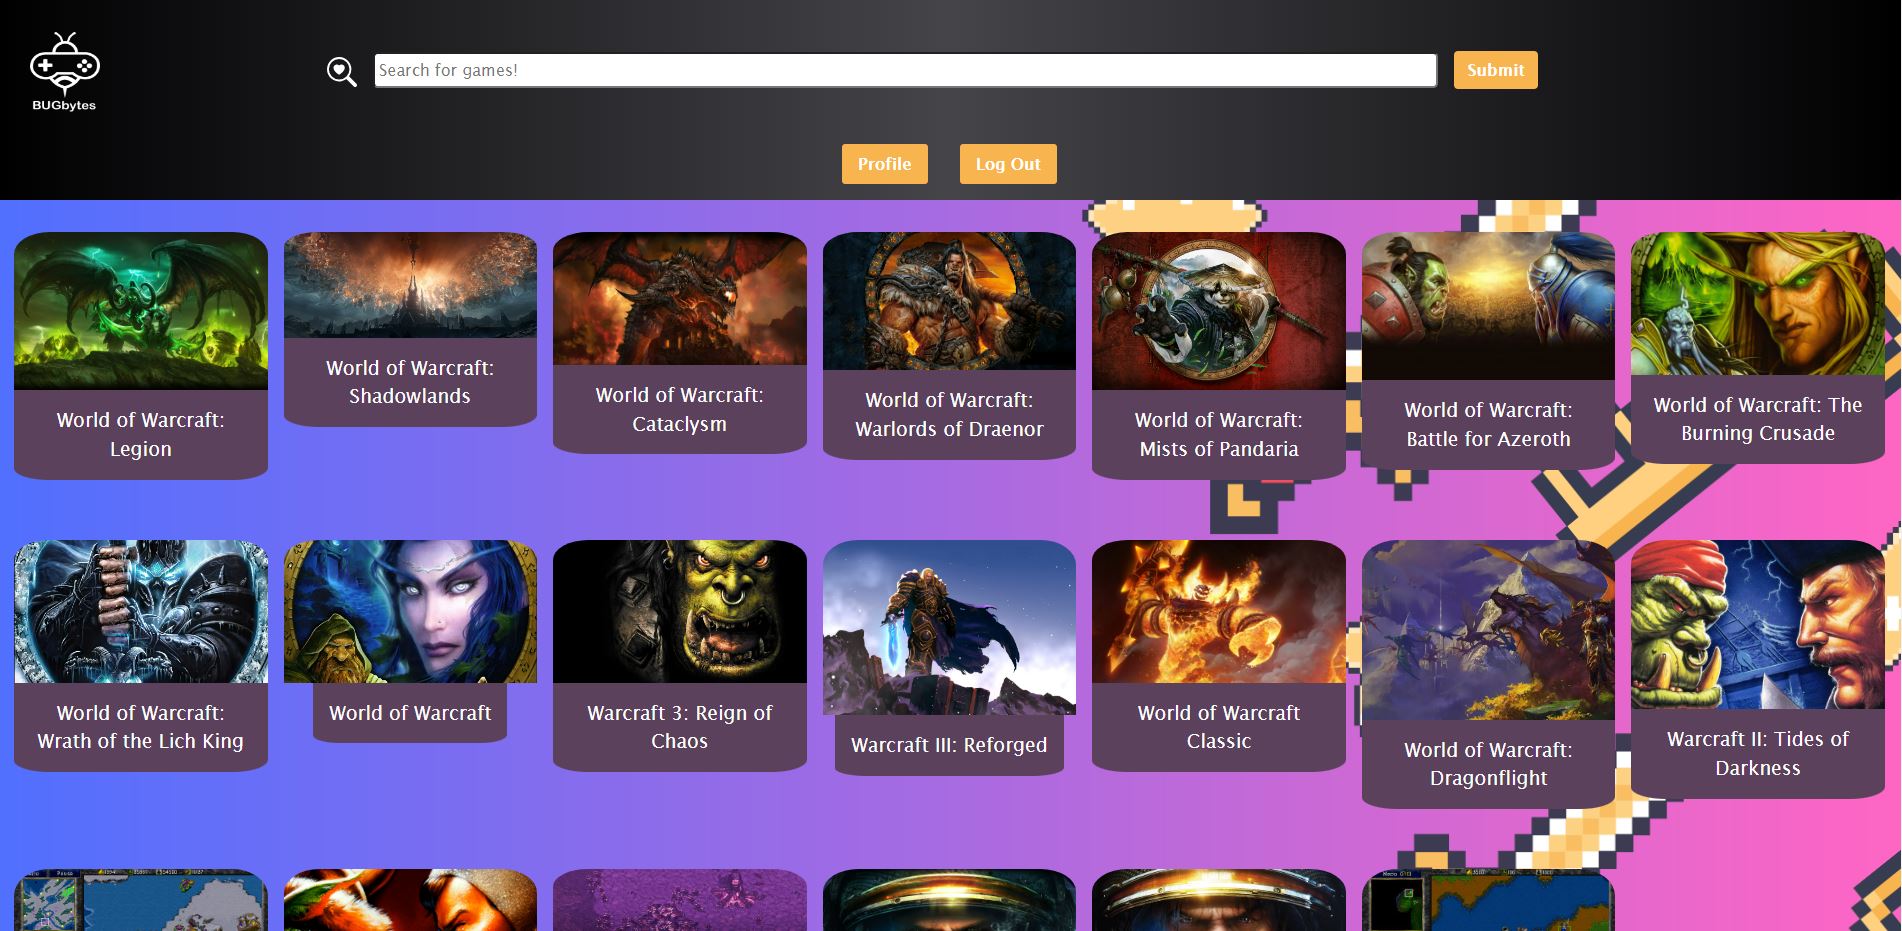 BUGbytes
Search for games!
Submit
Profile
Log Out
World of Warcraft:
Legion
World of Warcraft:
Shadowlands
World of Warcraft:
Cataclysm
World of Warcraft:
Warlords of Draenor
World of Warcraft:
Mists of Pandaria
World of Warcraft:
Battle for Azeroth
World of Warcraft: The
Burning Crusade
World of Warcraft:
Wrath of the Lich King
World of Warcraft
Warcraft 3: Reign of
Chaos
Warcraft III: Reforged
World of Warcraft
Classic
World of Warcraft:
Dragonflight
Warcraft II: Tides of
Darkness